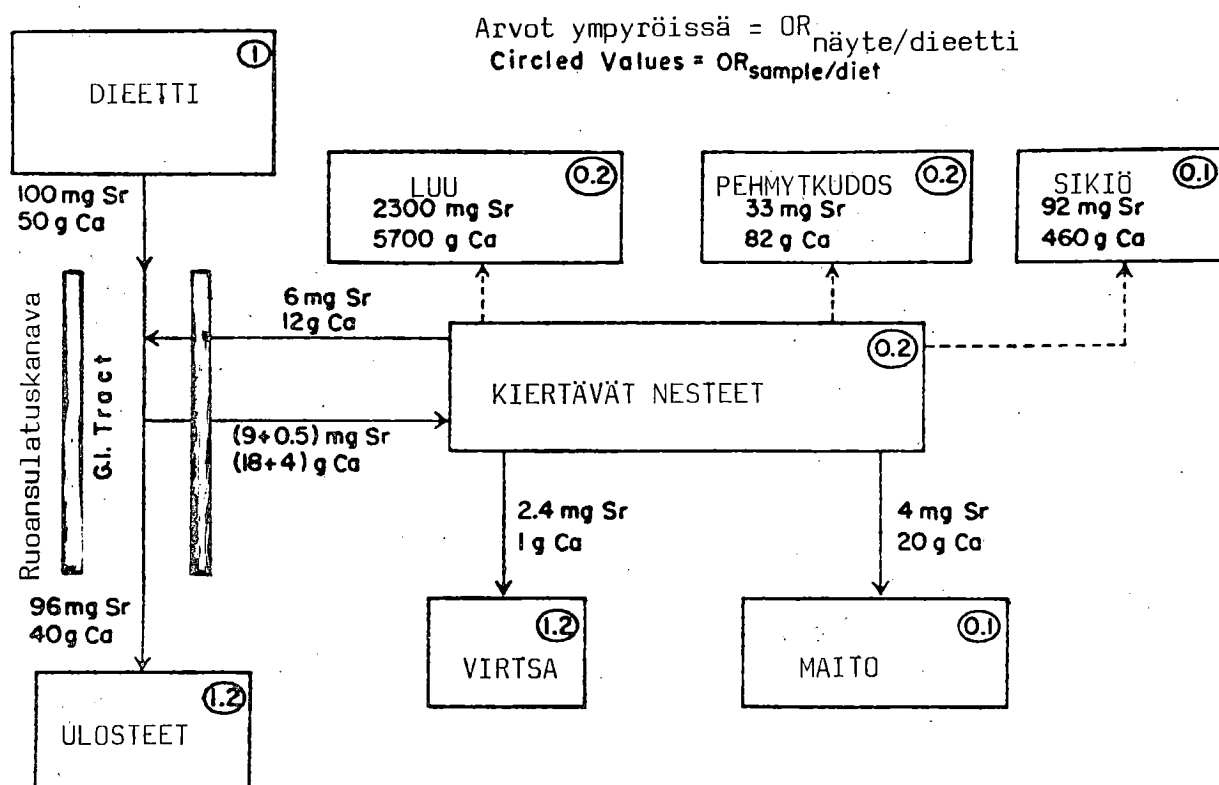 Arvot ympyröissä = OR näyte/dieetti
Circled Values = OR sample/diet
1
DIEETTI
100 mg Sr
50 g Ca
LUU
0.2
2300 mg Sr
5700 g Ca
PEHMYTKUDOS
0.2
33 mg Sr
82 g Ca
SIKIÖ
0.1
92 mg Sr
460 g Ca
Ruoansulatuskanava
G.I. Tract
6 mg Sr
12 g Ca
0.2
KIERTÄVÄT NESTEET
(9+0.5) mg Sr
(18+4) g Ca
2.4 mg Sr
1 g Ca
4 mg Sr
20 g Ca
96 mg Sr
40 g Ca
1.2
VIRTSA
0.1
MAITO
1.2
ULOSTEET